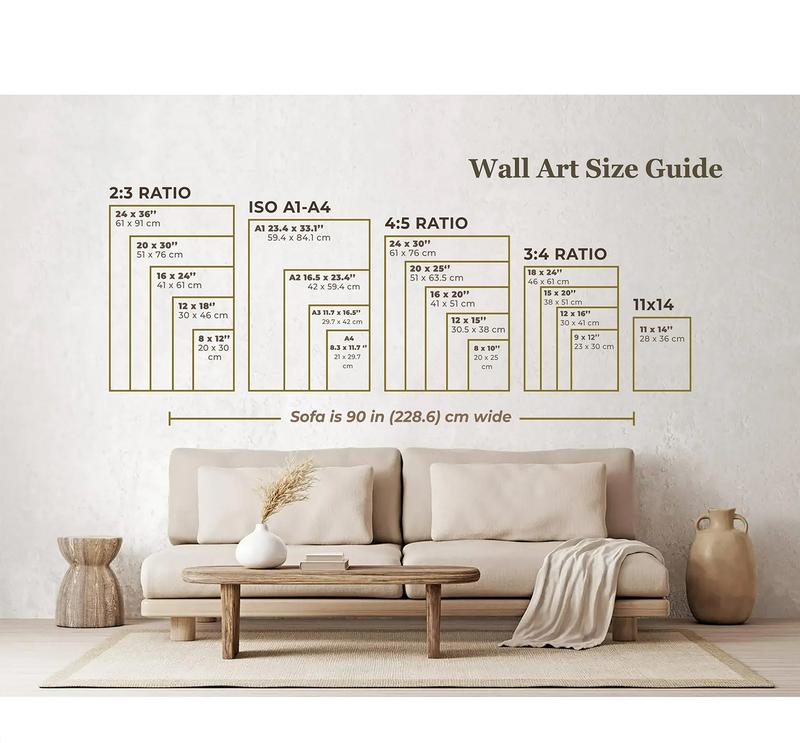 Wall Art Size Guide
2:3 RATIO
24 x 36’’
61 x 91 cm
20 x 30’’
51 x 76 cm
16 x 24’’
41 x 61 cm
12 x 18’’
30 x 46 cm
8 x 12’’
20 x 30
cm
ISO A1-A4
A1 23.4 x 33.1’’
59.4 x 84.1 cm
A2 16.5 x 23.4’’
42 x 59.4 cm
A3 11.7 x 16.5’’
29.7 x 42 cm
A4
8.3 x 11.7 ’’
21 x 29.7
cm
4:5 RATIO
24 x 30’’
61 x 76 cm
20 x 25’’
51 x 63.5 cm
16 x 20’’
41 x 51 cm
12 x 15’’
30.5 x 38 cm
8 x 10’’
20 x 25
cm
3:4 RATIO
18 x 24’’
46 x 61 cm
15 x 20’’
38 x 51 cm
12 x 16’’
30 x 41 cm
9 x 12’’
23 x 30 cm
11x14
11 x 14’’
28 x 36 cm
Sofa is 90 in (228.6) cm wide